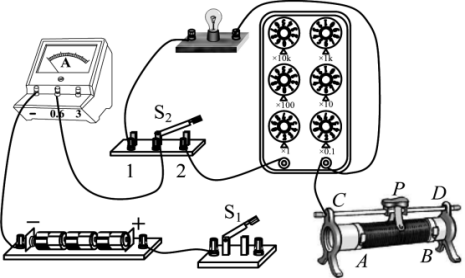 A
− 0.6 3
S₂
1 2
×10k ×1k
×100 ×10
×1 ×0.1
C P D
A B
− +
S₁